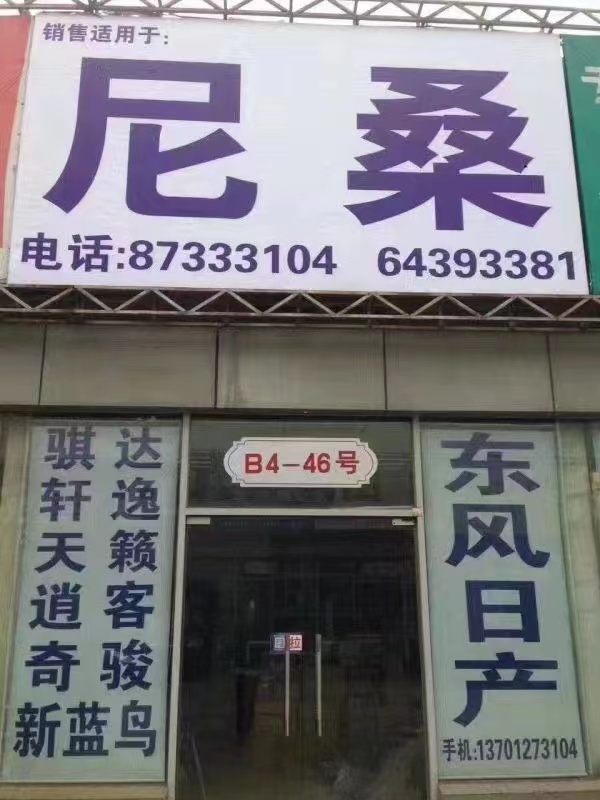 销售适用于:
尼桑
电话:87333104 64393381
B4-46号
骐达
轩逸
天籁
逍客
奇骏
新蓝鸟
东风日产
手机:13701273104
拉